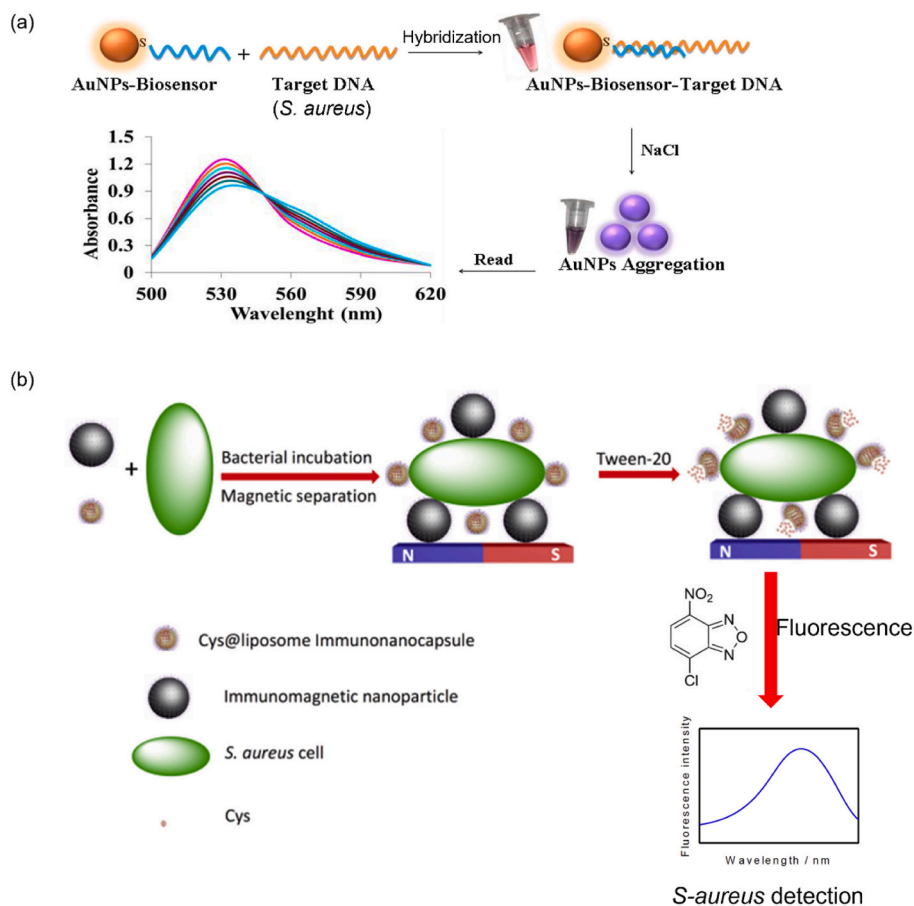 (a)
S
S
Hybridization
+
AuNPs-Biosensor
Target DNA
(S. aureus)
AuNPs-Biosensor-Target DNA
NaCl
AuNPs Aggregation
Read
Absorbance
1.5
1.2
0.9
0.6
0.3
0
500
530
560
590
620
Wavelenght (nm)
(b)
+
Bacterial incubation
Magnetic separation
N
S
Tween-20
N
S
NO2
N
O
N
Cl
Fluorescence
Cys@liposome Immunonanocapsule
Immunomagnetic nanoparticle
S. aureus cell
Cys
Fluorescence intensity
Wavelength / nm
S-aureus detection